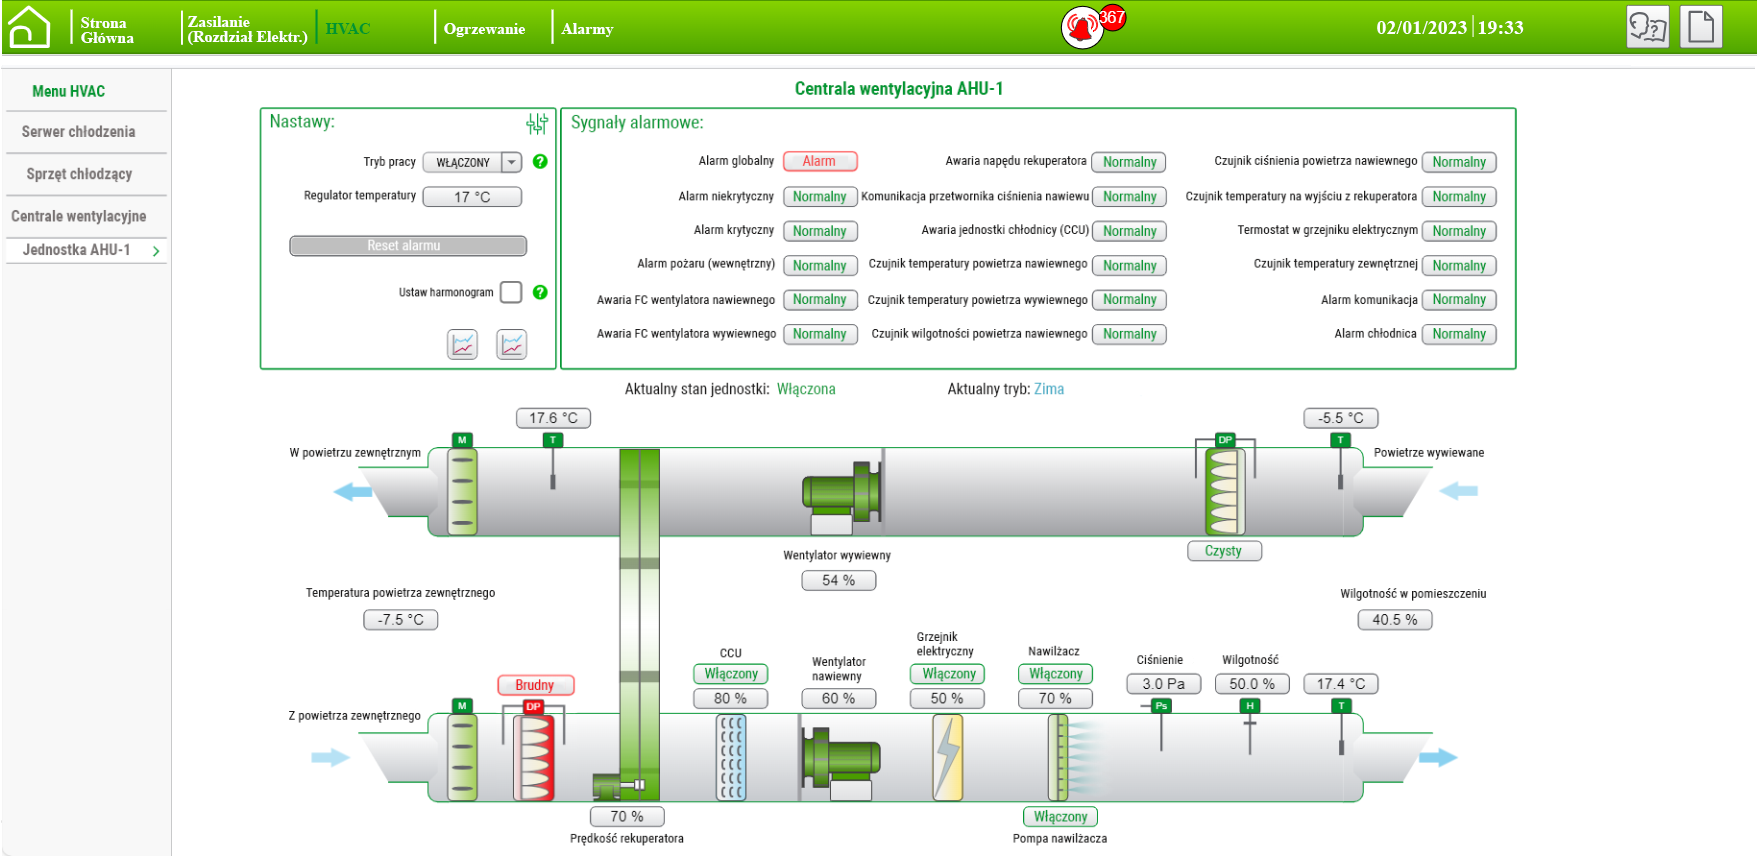 Strona
Główna
Zasilanie
(Rozdział Elektr.)
HVAC
Ogrzewanie
Alarmy
367
02/01/2023 | 19:33
Menu HVAC
Serwer chłodzenia
Sprzęt chłodzący
Centrale wentylacyjne
Jednostka AHU-1
Centrala wentylacyjna AHU-1
Nastawy:
Tryb pracy WŁĄCZONY ?
Regulator temperatury 17 °C
Reset alarmu
Ustaw harmonogram ?
Sygnały alarmowe:
Alarm globalny Alarm
Alarm niekrytyczny Normalny
Alarm krytyczny Normalny
Alarm pożaru (wewnętrzny) Normalny
Awaria FC wentylatora nawiewnego Normalny
Awaria FC wentylatora wywiewnego Normalny
Awaria napędu rekuperatora Normalny
Komunikacja przetwornika ciśnienia nawiewu Normalny
Awaria jednostki chłodnicy (CCU) Normalny
Czujnik temperatury powietrza nawiewnego Normalny
Czujnik temperatury powietrza wywiewnego Normalny
Czujnik wilgotności powietrza nawiewnego Normalny
Czujnik ciśnienia powietrza nawiewnego Normalny
Czujnik temperatury na wyjściu z rekuperatora Normalny
Termostat w grzejniku elektrycznym Normalny
Czujnik temperatury zewnętrznej Normalny
Alarm komunikacja Normalny
Alarm chłodnica Normalny
Aktualny stan jednostki: Włączona
Aktualny tryb: Zima
17.6 °C
-5.5 °C
M
T
DP
T
W powietrzu zewnętrznym
Powietrze wywiewane
Czysty
Wentylator wywiewny
54 %
Temperatura powietrza zewnętrznego
-7.5 °C
Wilgotność w pomieszczeniu
40.5 %
CCU
Włączony
80 %
Wentylator
nawiewny
60 %
Grzejnik
elektryczny
Włączony
50 %
Nawilżacz
Włączony
70 %
Ciśnienie
3.0 Pa
Wilgotność
50.0 %
17.4 °C
Brudny
M
DP
Ps
H
T
Z powietrza zewnętrznego
70 %
Prędkość rekuperatora
Włączony
Pompa nawilżacza